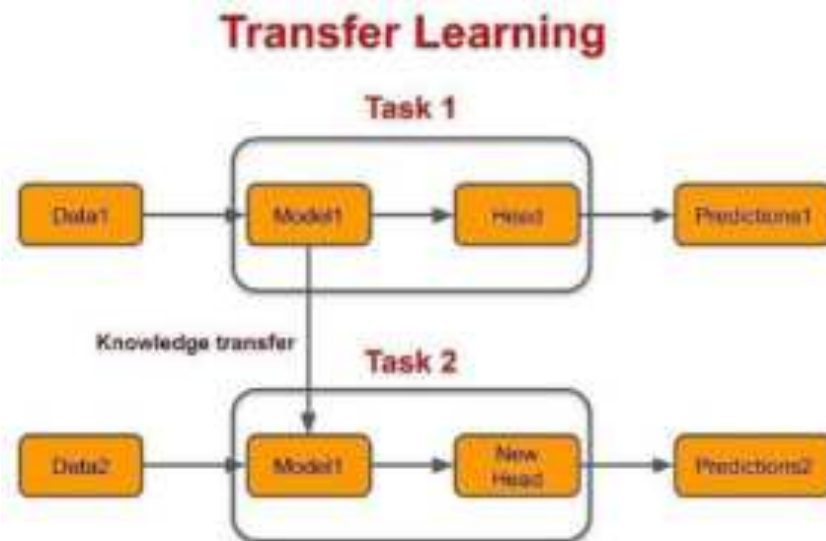 Transfer Learning
Task 1
Data1
Model1
Head
Predictions1
Knowledge transfer
Task 2
Data2
Model1
New
Head
Predictions2